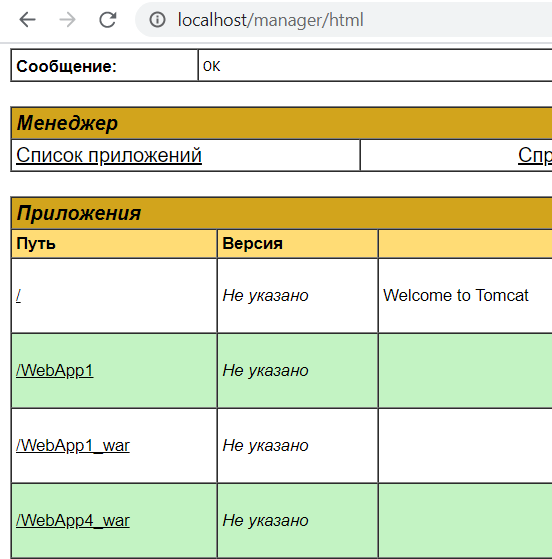 localhost/manager/html
Сообщение: OK
Менеджер
Список приложений Спр
Приложения
Путь Версия
/ Не указано Welcome to Tomcat
/WebApp1 Не указано
/WebApp1_war Не указано
/WebApp4_war Не указано